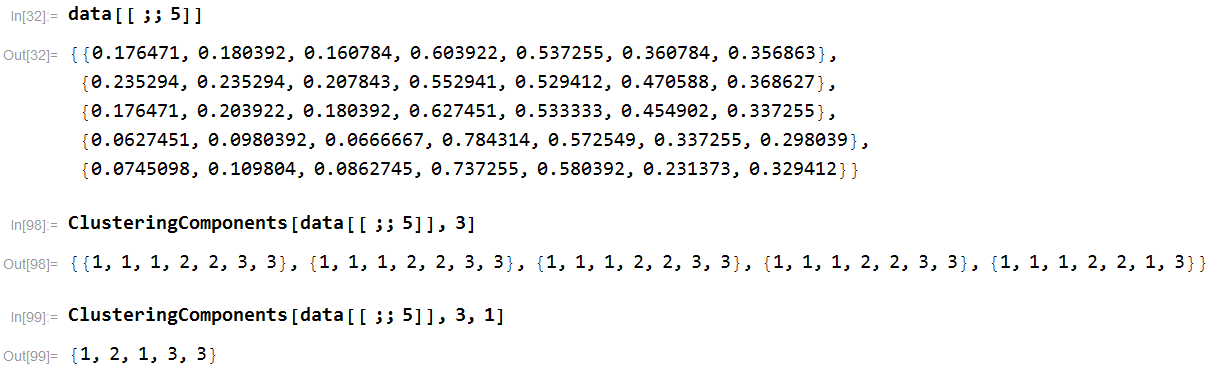 In[32]:= data[[ ;; 5]]
Out[32]= {{0.176471, 0.180392, 0.160784, 0.603922, 0.537255, 0.360784, 0.356863},
{0.235294, 0.235294, 0.207843, 0.552941, 0.529412, 0.470588, 0.368627},
{0.176471, 0.203922, 0.180392, 0.627451, 0.533333, 0.454902, 0.337255},
{0.0627451, 0.0980392, 0.0666667, 0.784314, 0.572549, 0.337255, 0.298039},
{0.0745098, 0.109804, 0.0862745, 0.737255, 0.580392, 0.231373, 0.329412}}
In[98]:= ClusteringComponents[data[[ ;; 5]], 3]
Out[98]= {{1, 1, 1, 2, 2, 3, 3}, {1, 1, 1, 2, 2, 3, 3}, {1, 1, 1, 2, 2, 3, 3}, {1, 1, 1, 2, 2, 3, 3}, {1, 1, 1, 2, 2, 1, 3}}
In[99]:= ClusteringComponents[data[[ ;; 5]], 3, 1]
Out[99]= {1, 2, 1, 3, 3}